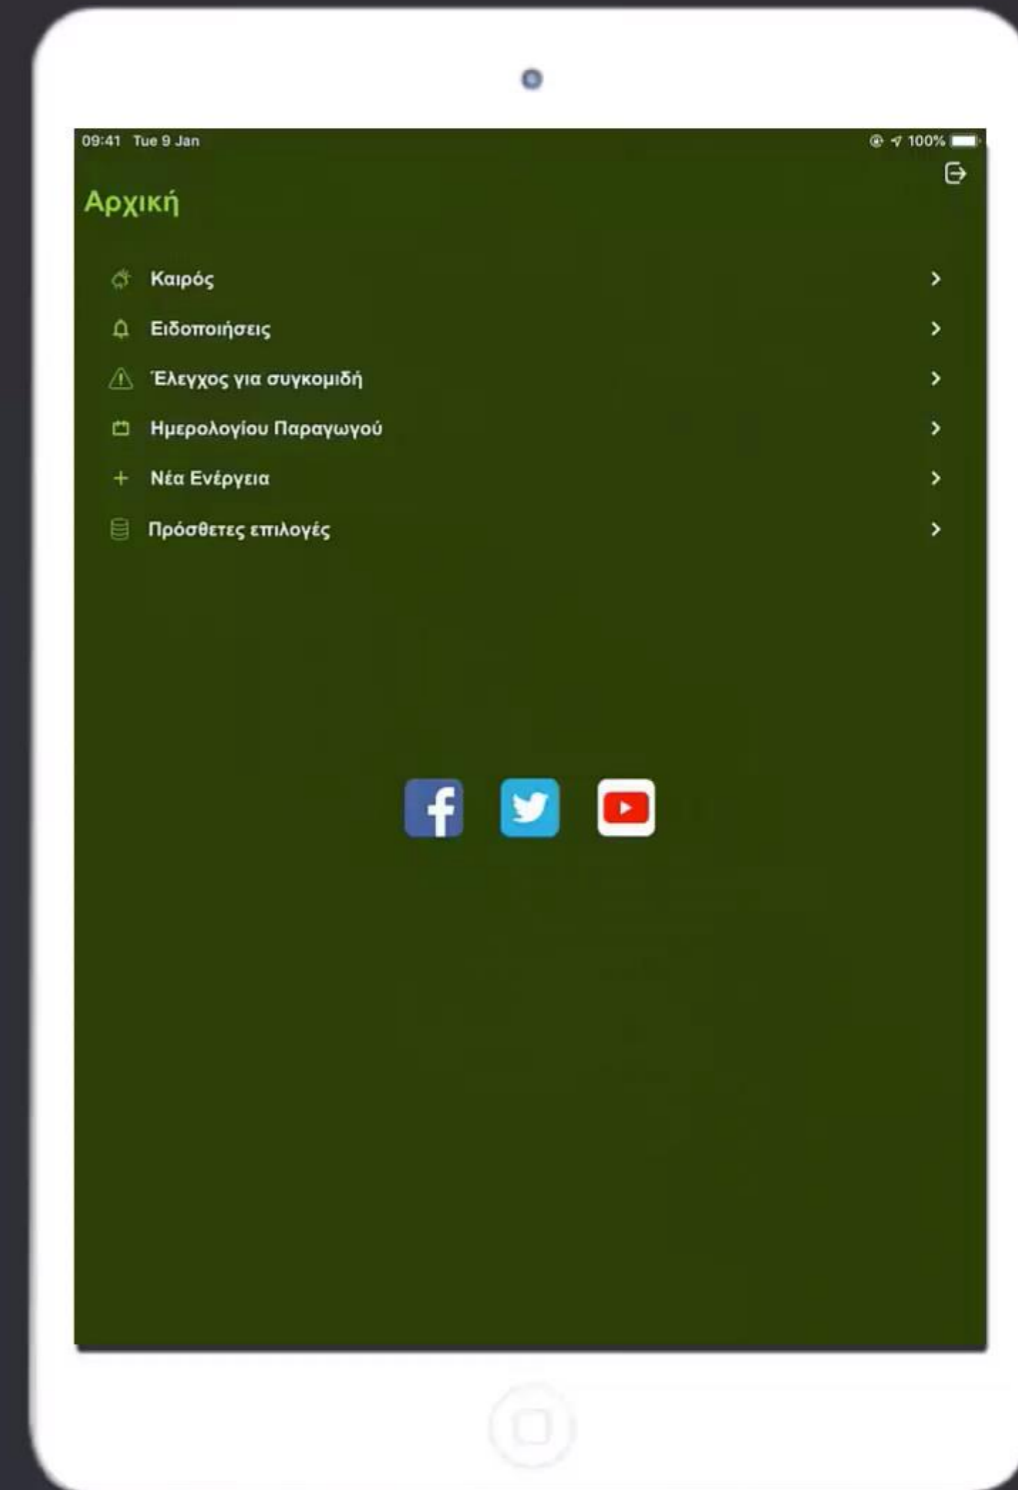 09:41 Tue 9 Jan 100%
Αρχική
Καιρός
Ειδοποιήσεις
Έλεγχος για συγκομιδή
Ημερολογίου Παραγωγού
Νέα Ενέργεια
Πρόσθετες επιλογές